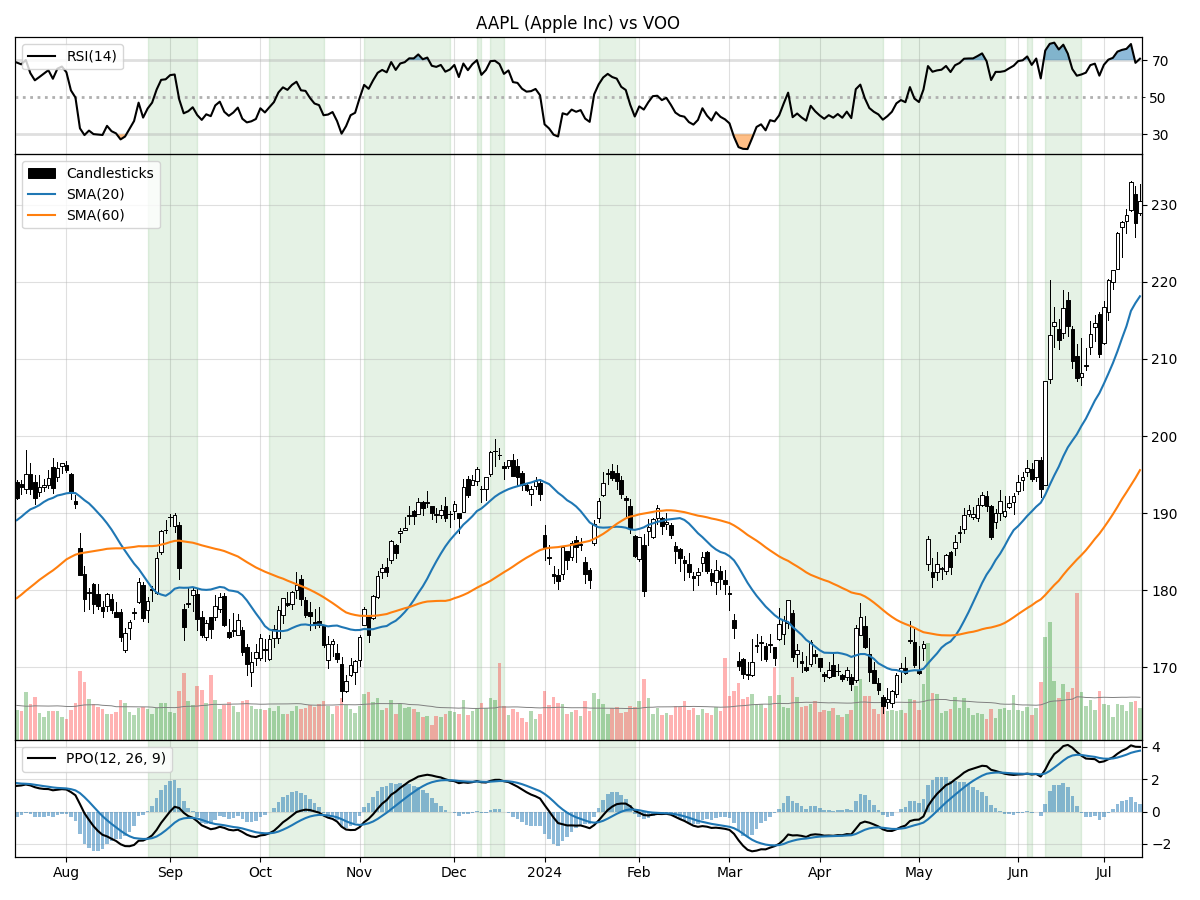 AAPL (Apple Inc) vs VOO
RSI(14)
70
50
30
Candlesticks
SMA(20)
SMA(60)
230
220
210
200
190
180
170
PPO(12, 26, 9)
4
2
0
−2
Aug Sep Oct Nov Dec 2024 Feb Mar Apr May Jun Jul